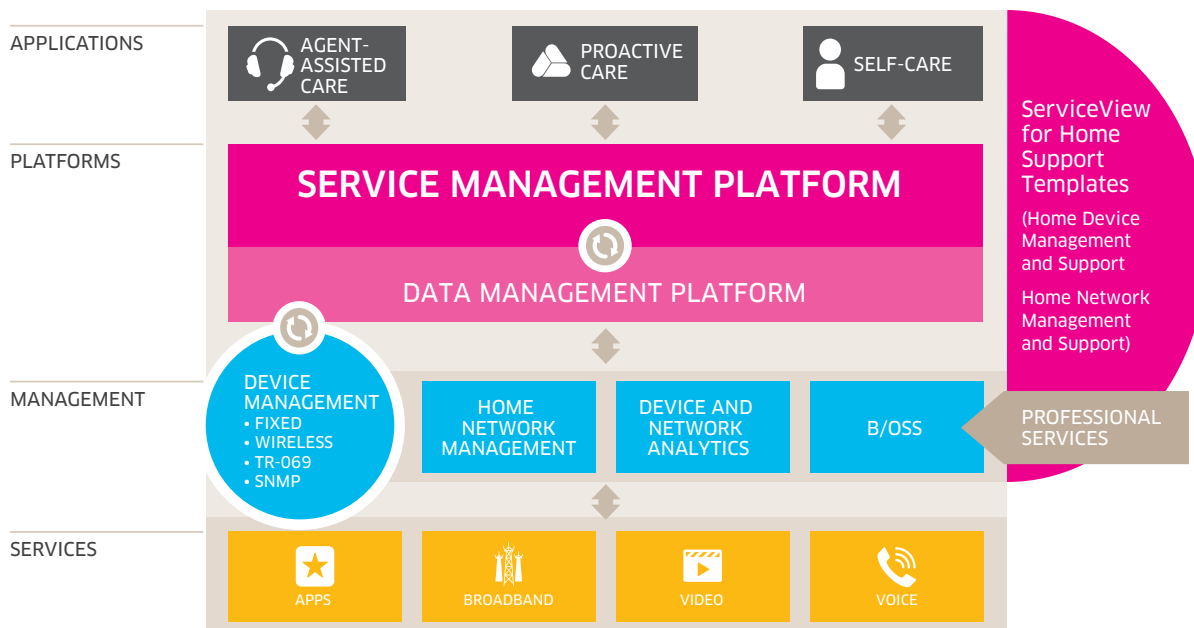 APPLICATIONS
AGENT-
ASSISTED
CARE
PROACTIVE
CARE
SELF-CARE
PLATFORMS
SERVICE MANAGEMENT PLATFORM
DATA MANAGEMENT PLATFORM
ServiceView
for Home
Support
Templates
(Home Device
Management
and Support
Home Network
Management
and Support)
MANAGEMENT
DEVICE
MANAGEMENT
• FIXED
• WIRELESS
• TR-069
• SNMP
HOME
NETWORK
MANAGEMENT
DEVICE AND
NETWORK
ANALYTICS
B/OSS
PROFESSIONAL
SERVICES
SERVICES
APPS
BROADBAND
VIDEO
VOICE